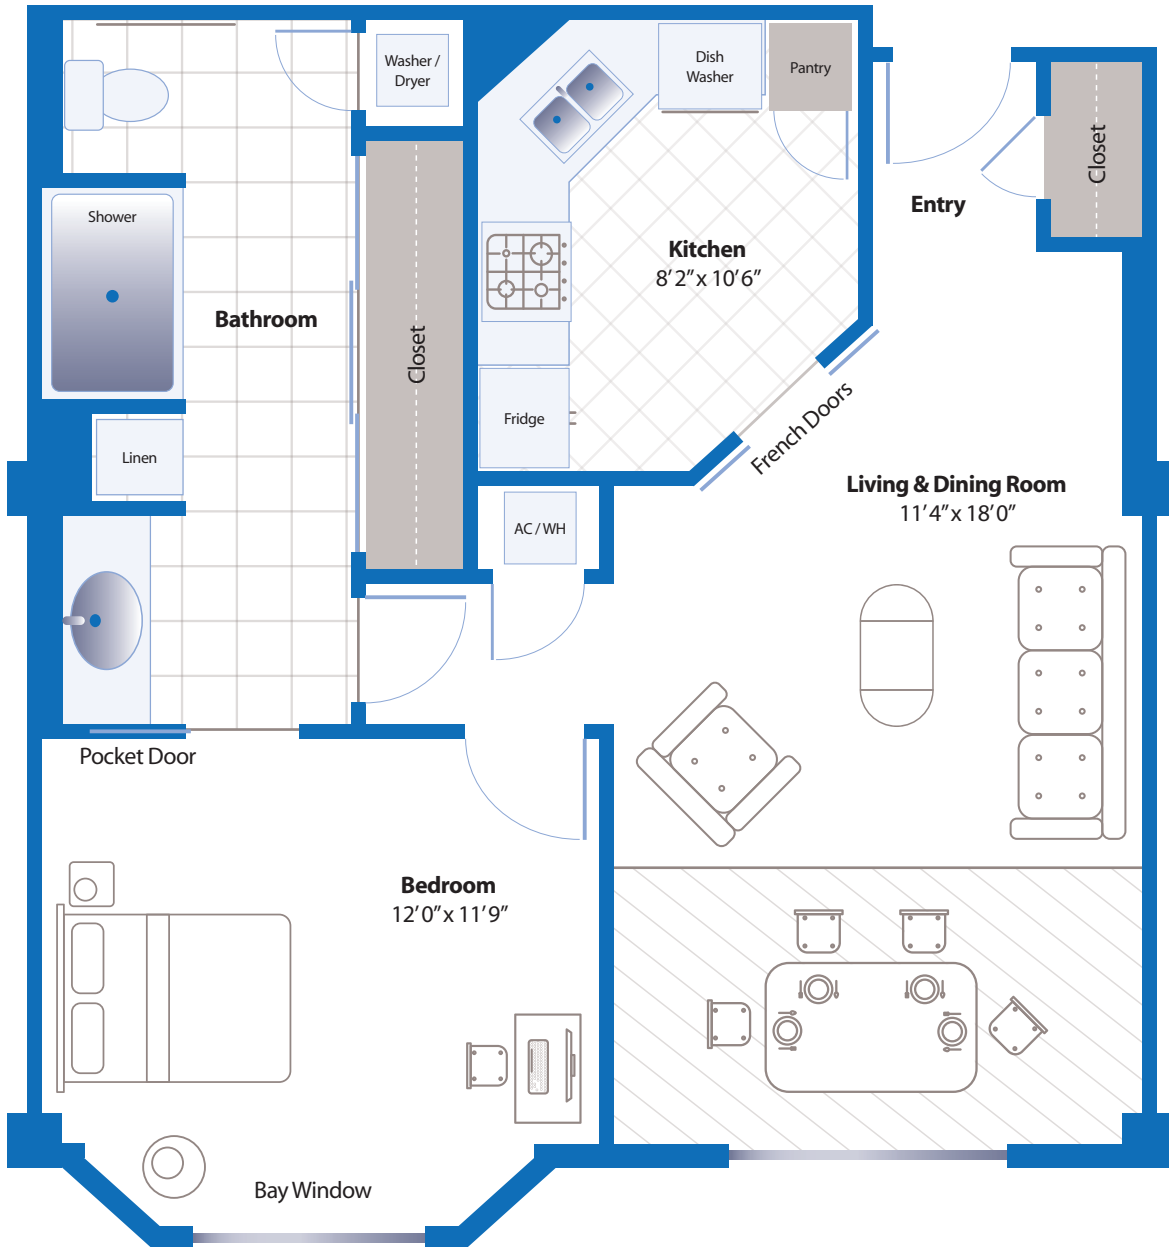 Washer /
Dryer
Dish
Washer
Pantry
Closet
Entry
Shower
Kitchen
8'2" x 10'6"
Bathroom
Closet
French Doors
Fridge
Linen
Living & Dining Room
11'4" x 18'0"
AC / WH
Pocket Door
Bedroom
12'0" x 11'9"
Bay Window